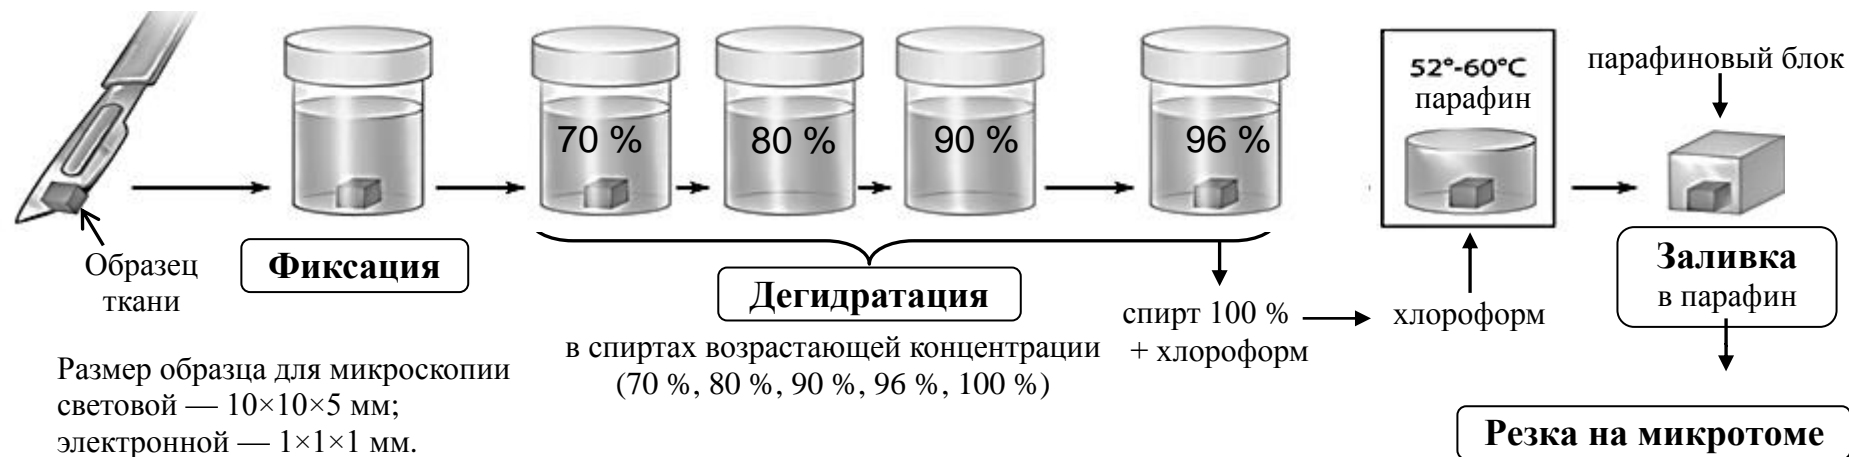 Образец
ткани
Размер образца для микроскопии
световой — 10×10×5 мм;
электронной — 1×1×1 мм.
Фиксация
70 %
80 %
90 %
96 %
Дегидратация
в спиртах возрастающей концентрации
(70 %, 80 %, 90 %, 96 %, 100 %)
спирт 100 %
+ хлороформ
хлороформ
52°-60°C
парафин
парафиновый блок
Заливка
в парафин
Резка на микротоме